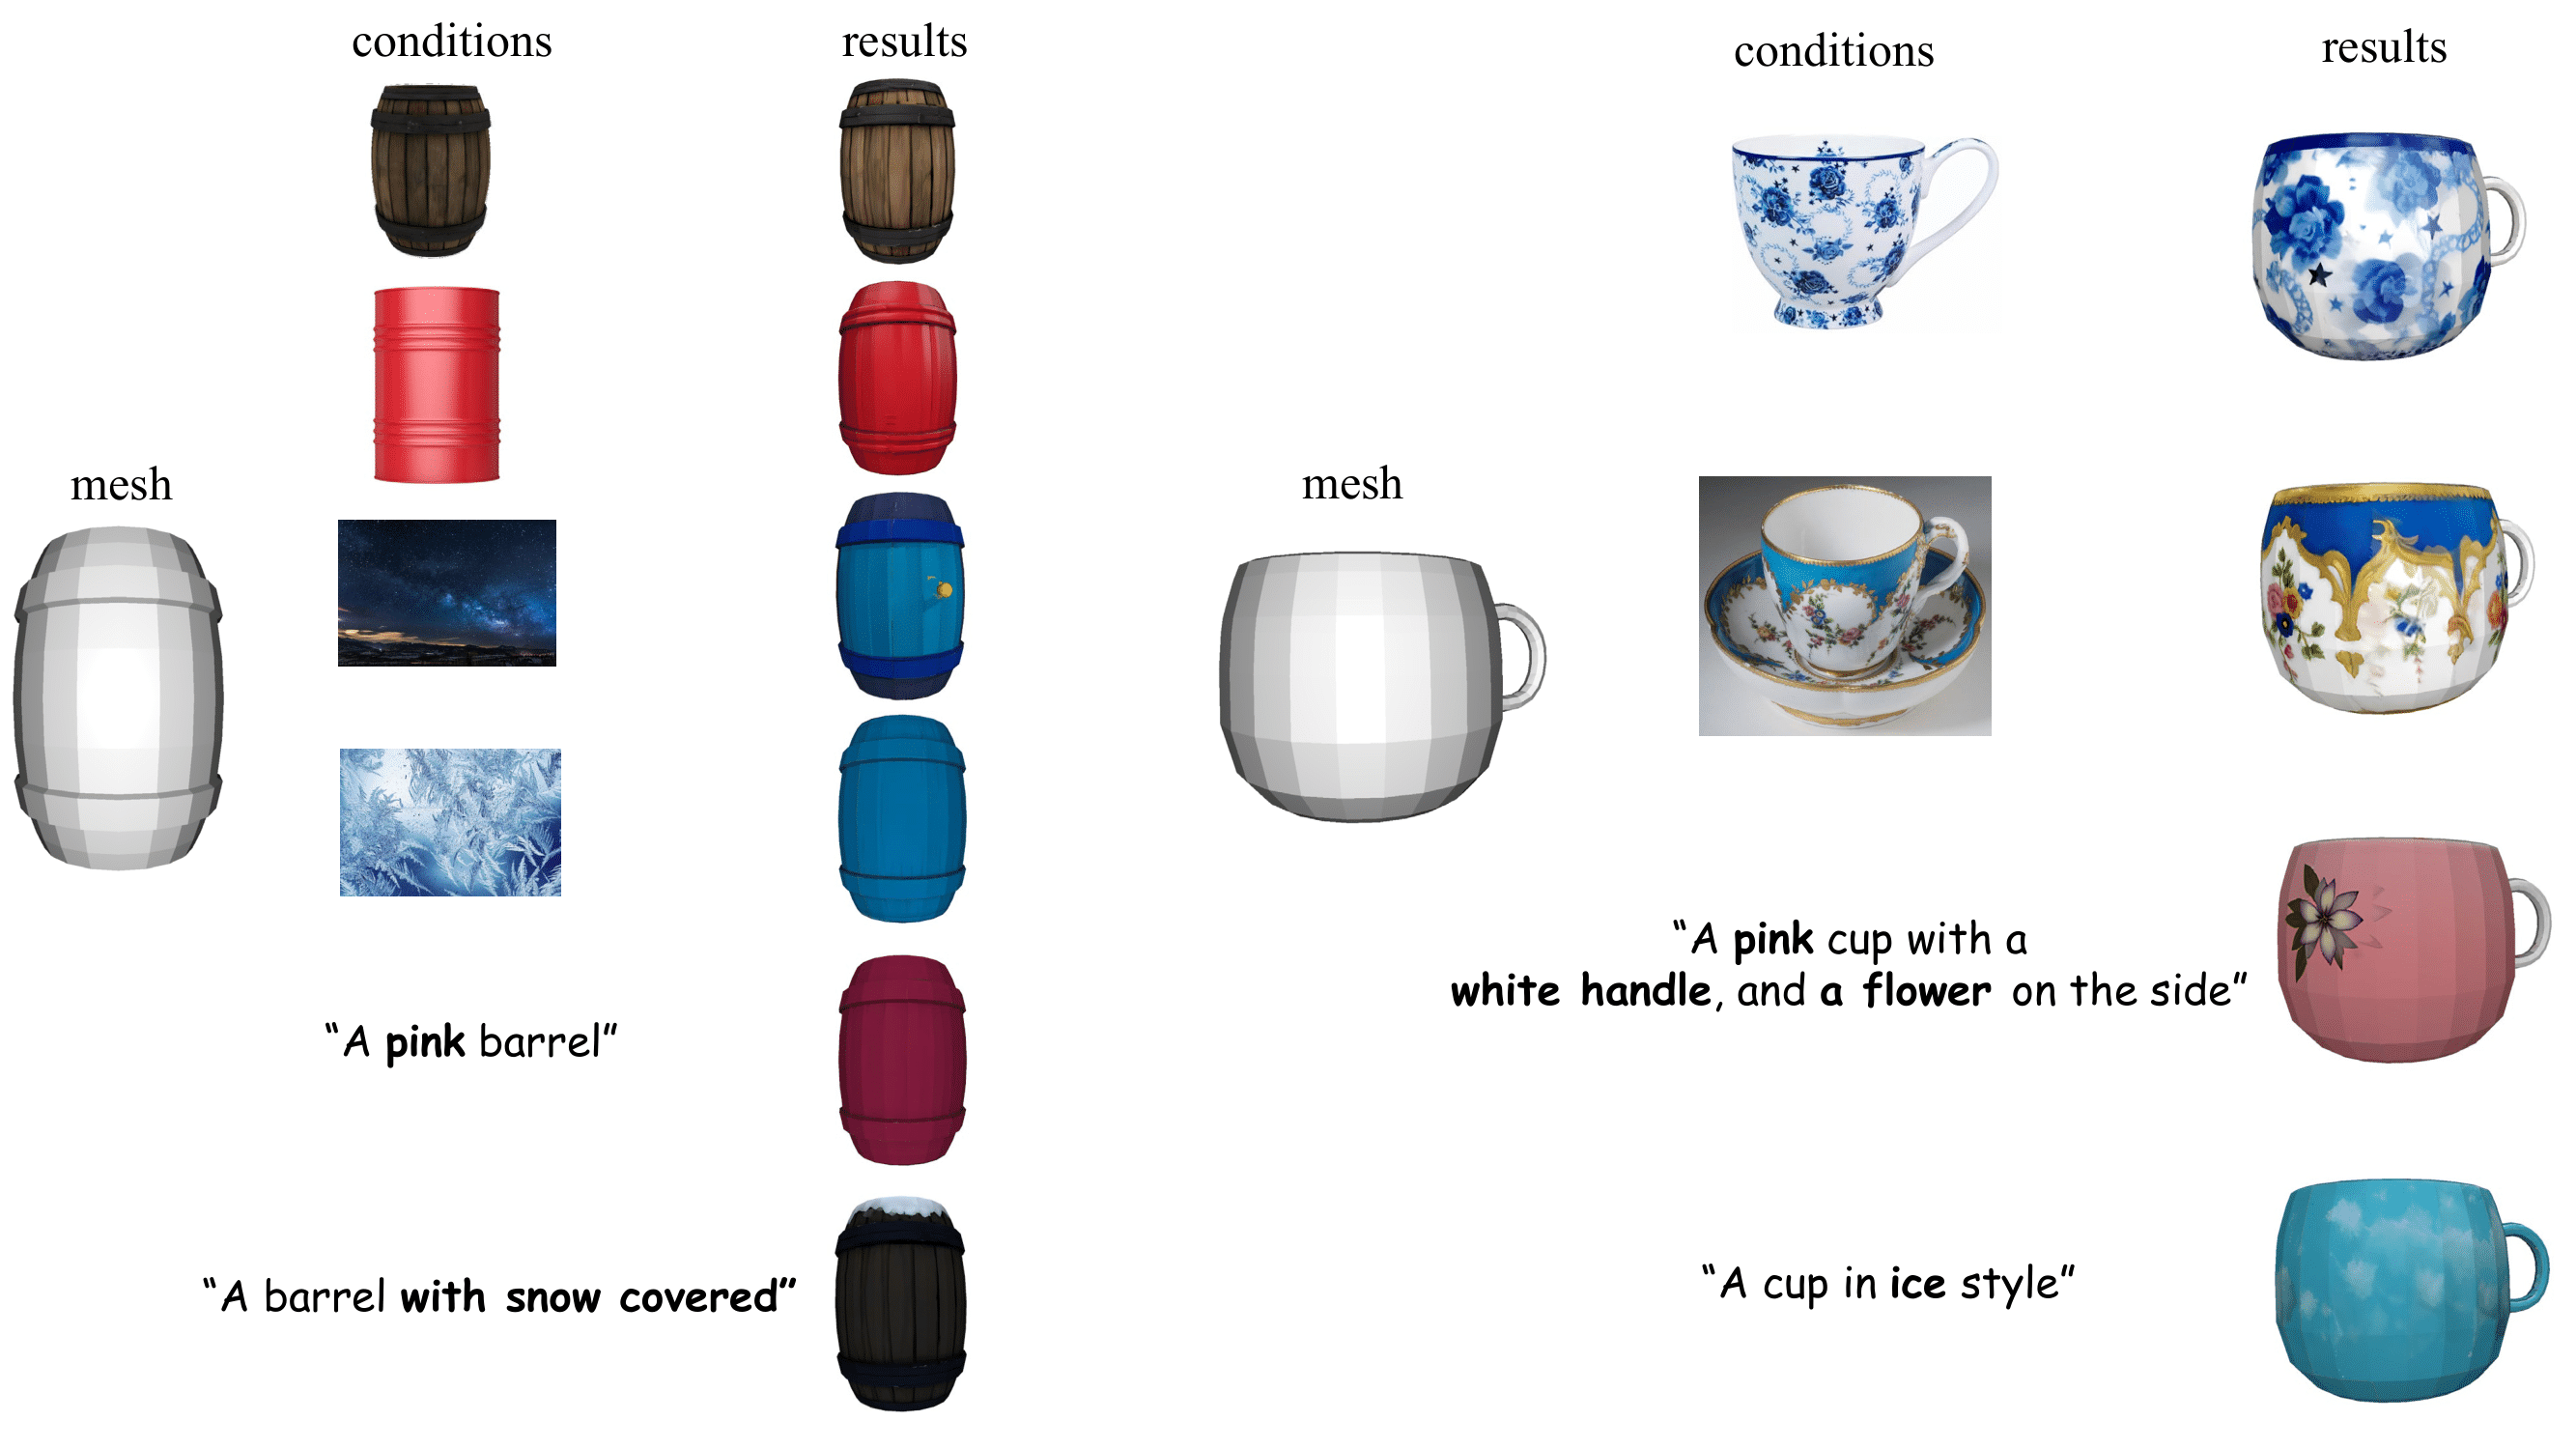 conditions
results
mesh
“A pink barrel”
“A barrel with snow covered”
conditions
results
mesh
“A pink cup with a
white handle, and a flower on the side”
“A cup in ice style”